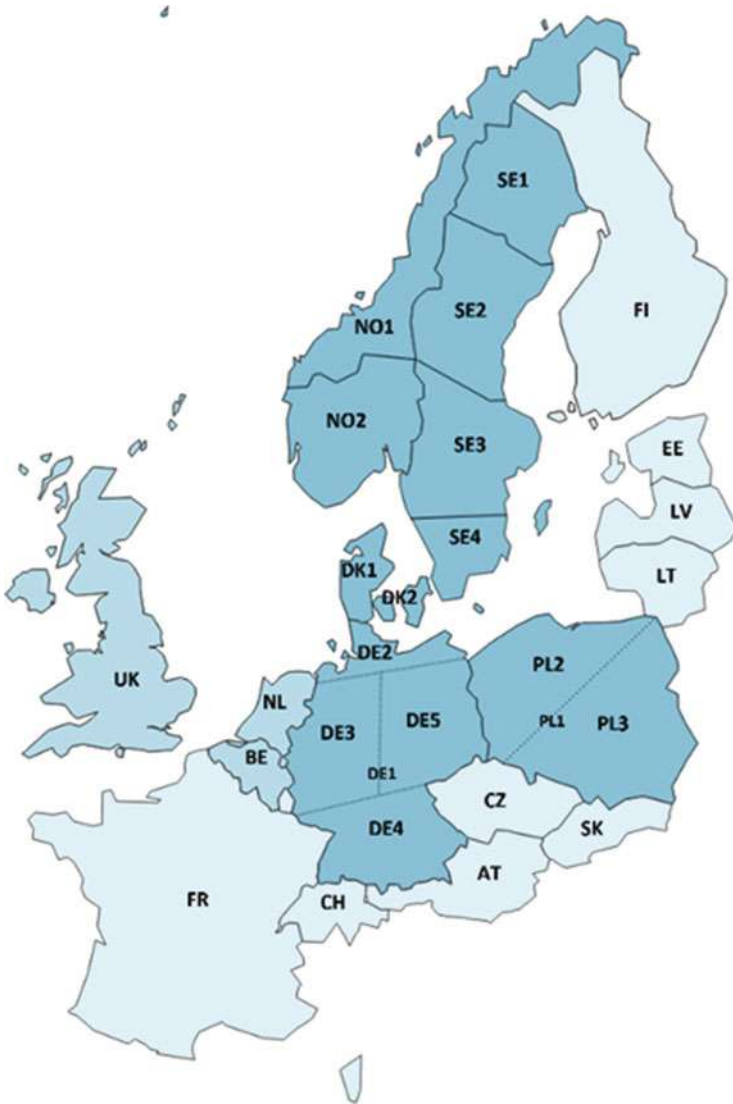 SE1
SE2
FI
NO1
NO2
SE3
EE
LV
SE4
DK1
LT
DK2
DE2
PL2
UK
NL
DE3
DE5
PL1
PL3
BE
DE1
CZ
DE4
SK
AT
FR
CH